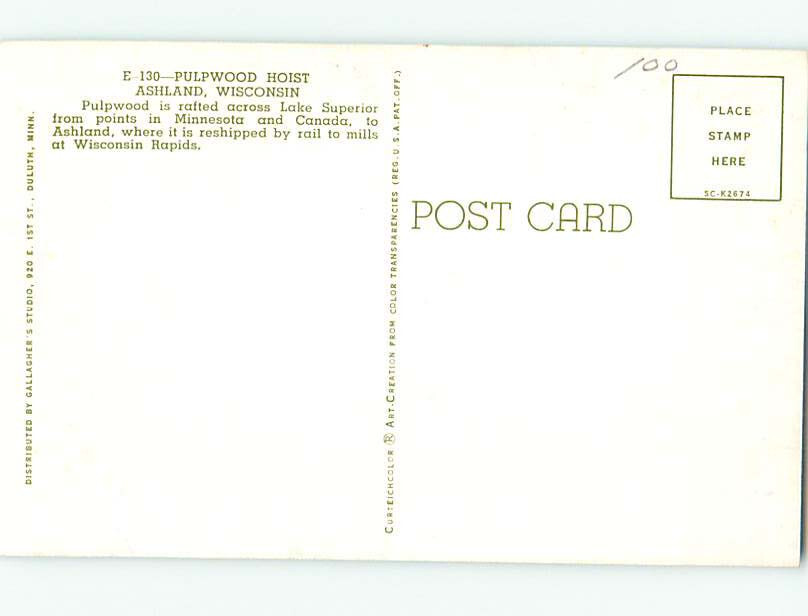 E-130—PULPWOOD HOIST
ASHLAND, WISCONSIN
Pulpwood is rafted across Lake Superior
from points in Minnesota and Canada, to
Ashland, where it is reshipped by rail to mills
at Wisconsin Rapids.
DISTRIBUTED BY GALLAGHER'S STUDIO, 920 E. 1ST ST., DULUTH, MINN.
CURTEICHCOLOR ® ART-CREATION FROM COLOR TRANSPARENCIES (REG. U.S.A. PAT. OFF.)
POST CARD
100
PLACE
STAMP
HERE
SC-K2674